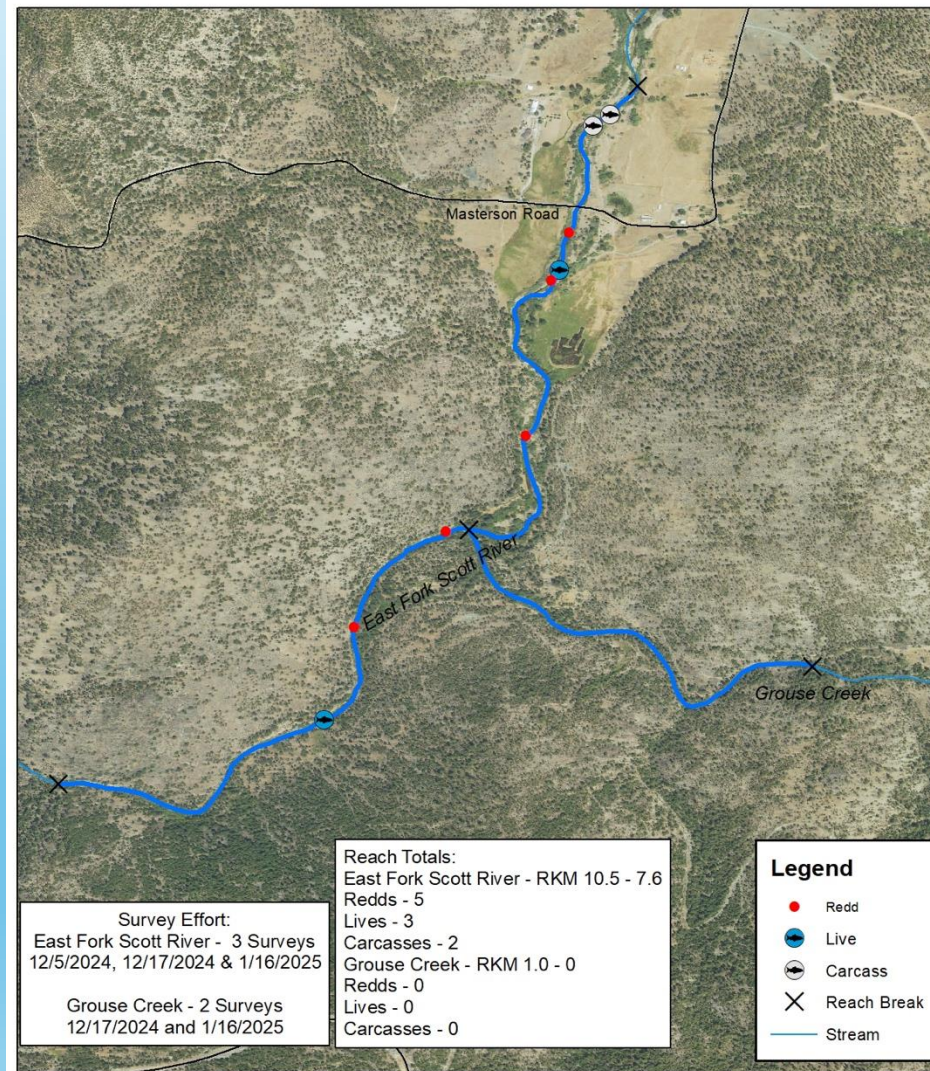 Masterson Road
East Fork Scott River
Grouse Creek
Survey Effort:
East Fork Scott River - 3 Surveys
12/5/2024, 12/17/2024 & 1/16/2025
Grouse Creek - 2 Surveys
12/17/2024 and 1/16/2025
Reach Totals:
East Fork Scott River - RKM 10.5 - 7.6
Redds - 5
Lives - 3
Carcasses - 2
Grouse Creek - RKM 1.0 - 0
Redds - 0
Lives - 0
Carcasses - 0
Legend
Redd
Live
Carcass
Reach Break
Stream